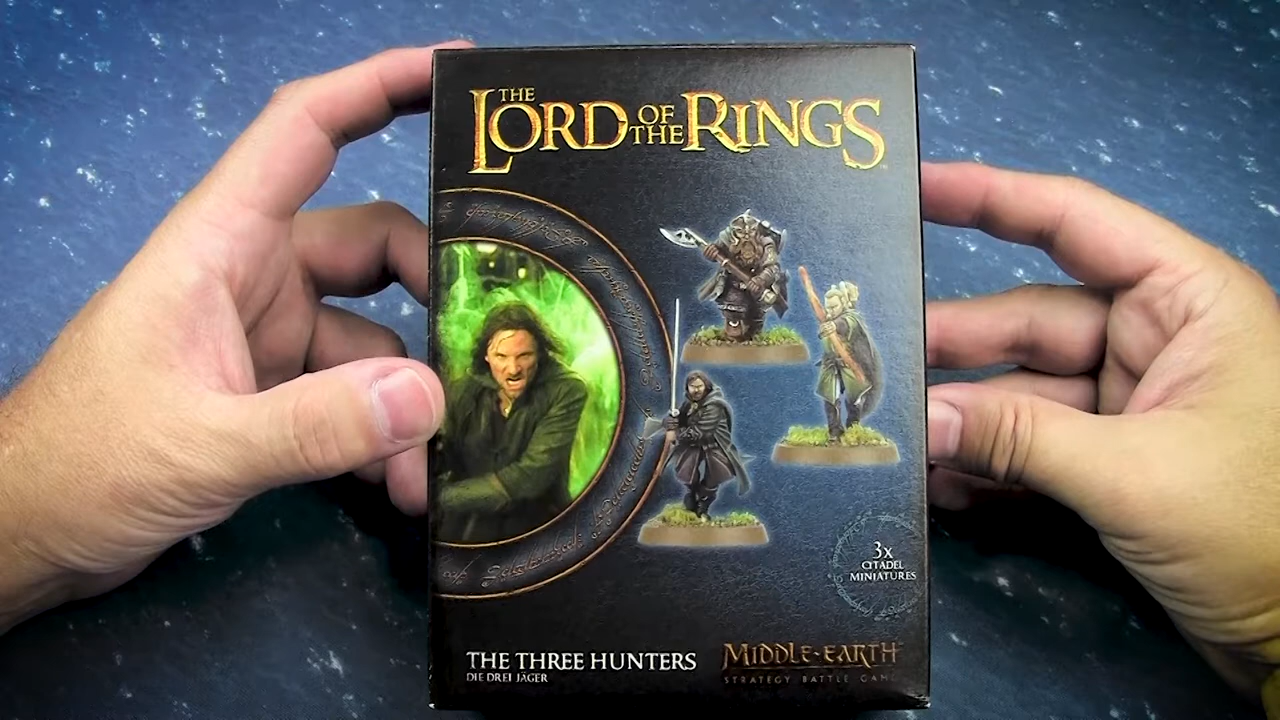 THE
LORD OF THE RINGS
3x
CITADEL
MINIATURES
THE THREE HUNTERS
DIE DREI JÄGER
MIDDLE-EARTH
STRATEGY BATTLE GAME